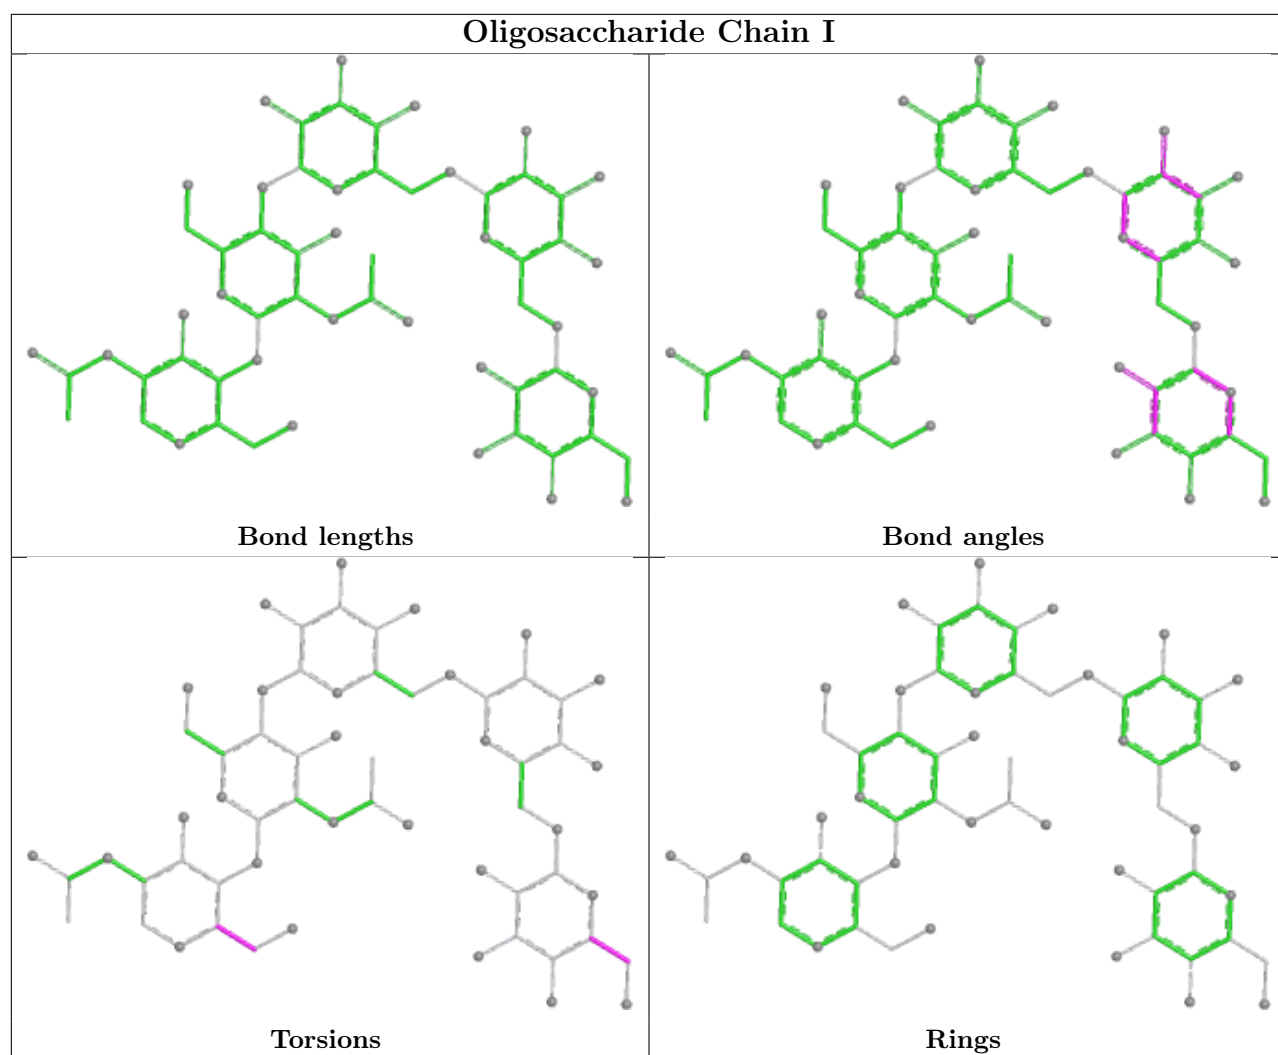 Oligosaccharide Chain I
Bond lengths
Bond angles
Torsions
Rings